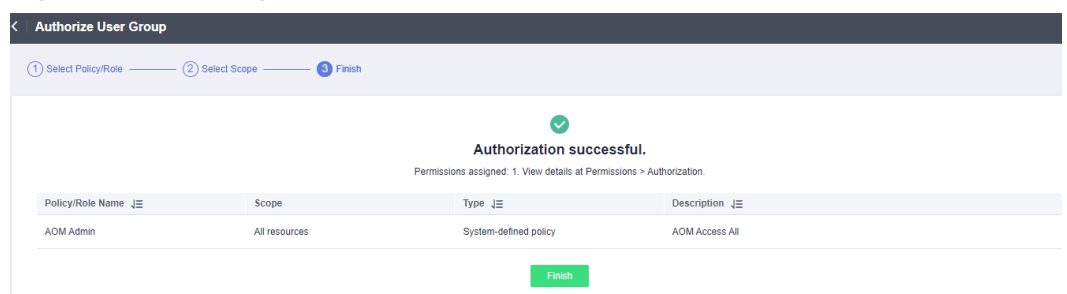 < Authorize User Group
1 Select Policy/Role 2 Select Scope 3 Finish
Authorization successful.
Permissions assigned: 1. View details at Permissions > Authorization.
Policy/Role Name Scope Type Description
AOM Admin All resources System-defined policy AOM Access All
Finish